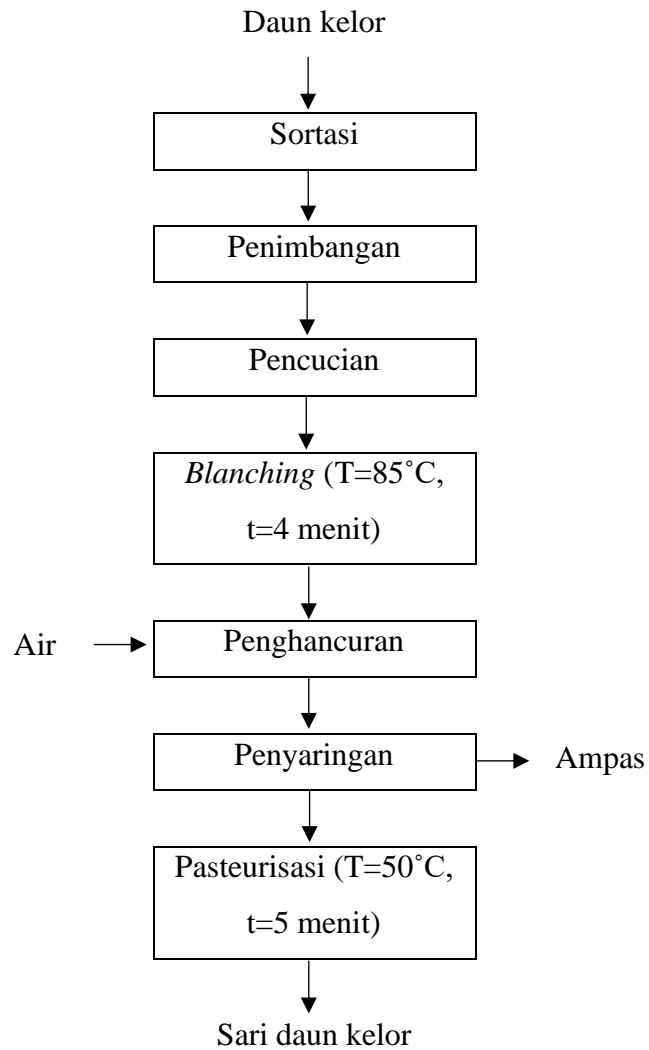 Daun kelor
Sortasi
Penimbangan
Pencucian
Blanching (T=85˚C,
t=4 menit)
Air
Penghancuran
Penyaringan
Ampas
Pasteurisasi (T=50˚C,
t=5 menit)
Sari daun kelor